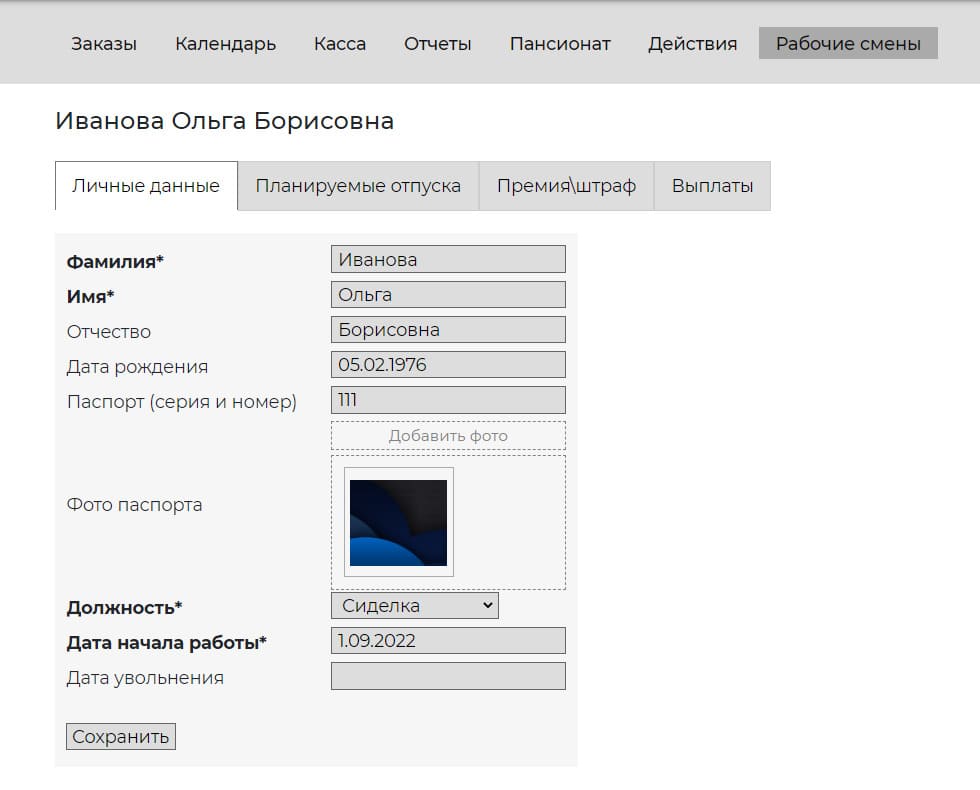 Заказы Календарь Касса Отчеты Пансионат Действия Рабочие смены
Иванова Ольга Борисовна
Личные данные Планируемые отпуска Премия\штраф Выплаты
Фамилия* Иванова
Имя* Ольга
Отчество Борисовна
Дата рождения 05.02.1976
Паспорт (серия и номер) 111
Добавить фото
Фото паспорта
Должность* Сиделка
Дата начала работы* 1.09.2022
Дата увольнения
Сохранить